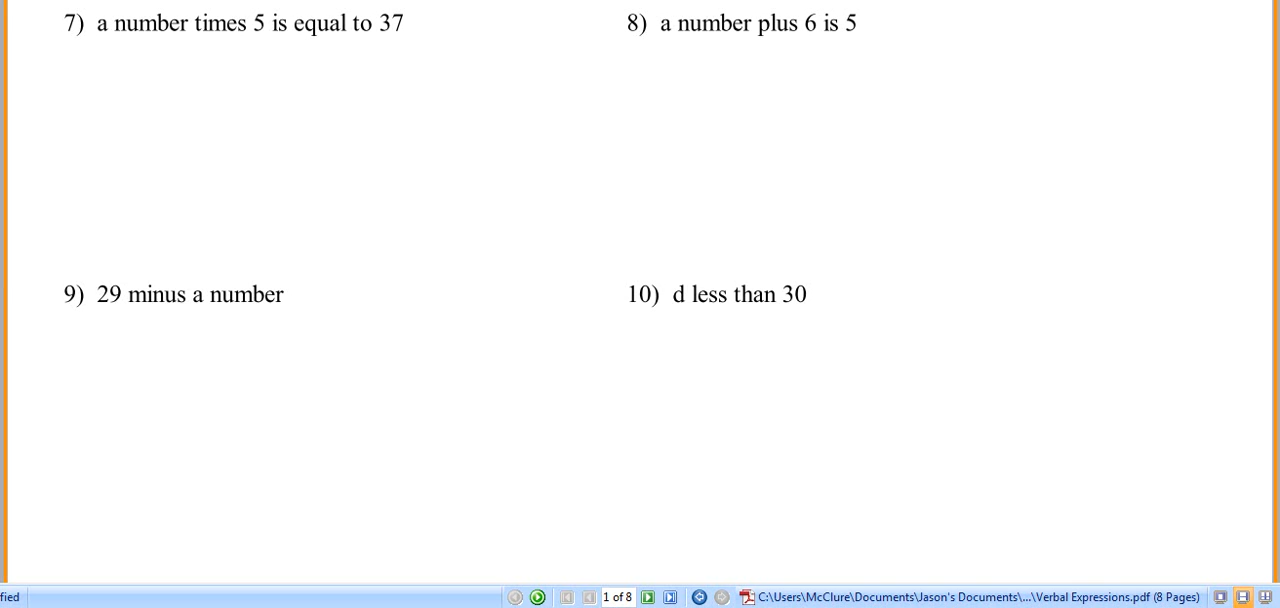 7) a number times 5 is equal to 37
8) a number plus 6 is 5
9) 29 minus a number
10) d less than 30
fied
1 of 8
C:\Users\McClure\Documents\Jason's Documents\...\Verbal Expressions.pdf (8 Pages)